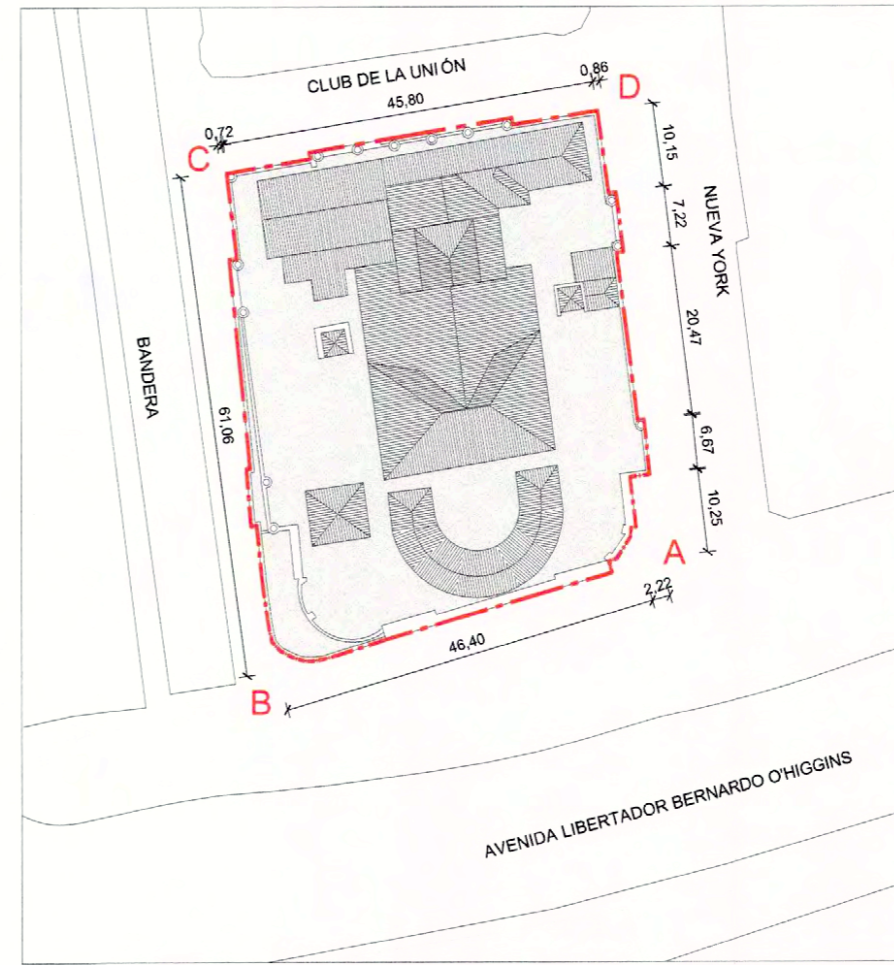 CLUB DE LA UNIÓN
0,86
D
45,80
0,72
C
10,15
7,22
NUEVA YORK
20,47
BANDERA
61,06
6,67
10,25
A
2,22
46,40
B
AVENIDA LIBERTADOR BERNARDO O'HIGGINS